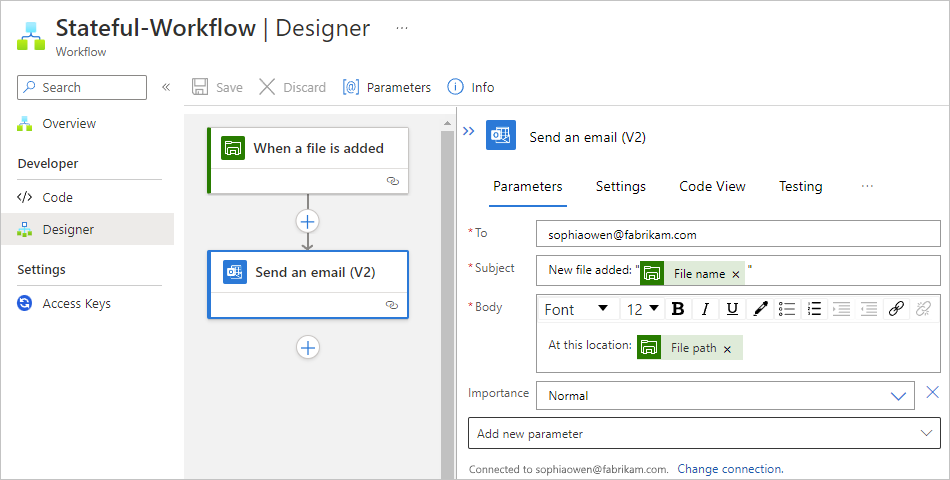 Stateful-Workflow | Designer ...
Workflow
Search «
Overview
Developer
Code
Designer
Settings
Access Keys
Save Discard [@] Parameters Info
When a file is added
Send an email (V2)
» Send an email (V2)
Parameters Settings Code View Testing ...
* To sophiaowen@fabrikam.com
* Subject New file added: " File name × "
* Body Font 12 B I U
At this location: File path ×
Importance Normal
Add new parameter
Connected to sophiaowen@fabrikam.com. Change connection.